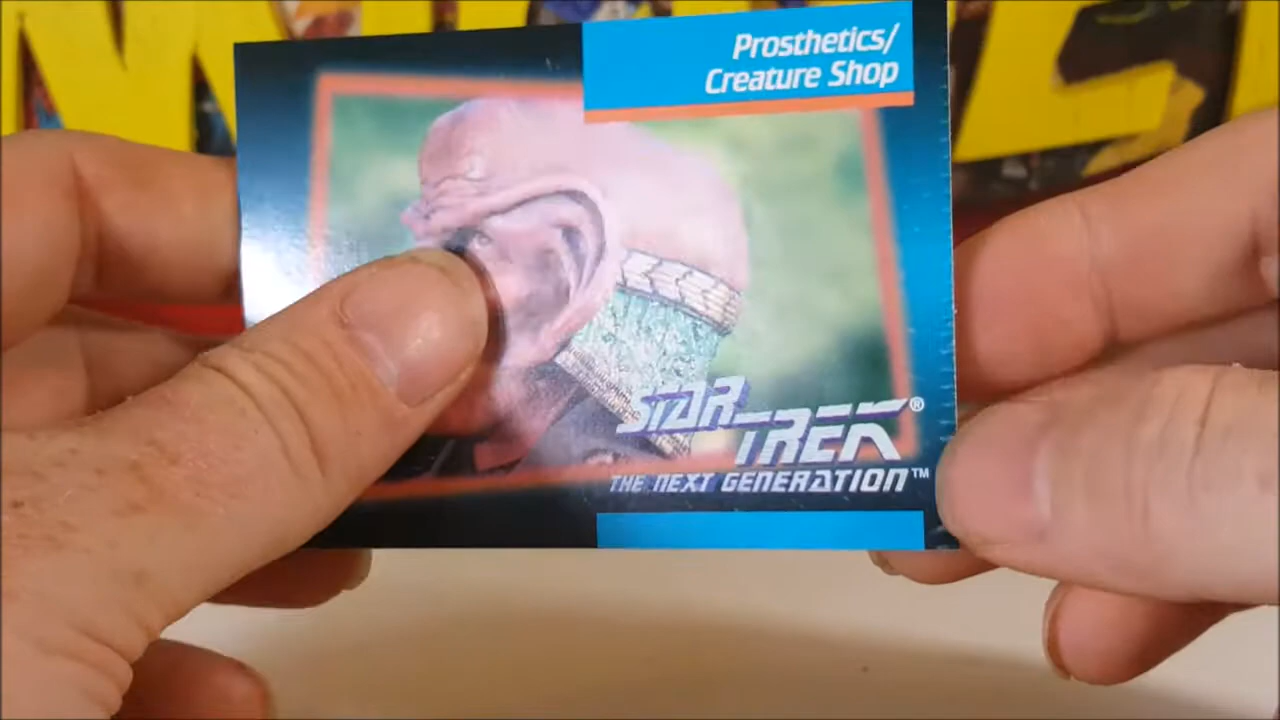 Prosthetics/
Creature Shop
STAR
TREK®
THE NEXT GENERATION™